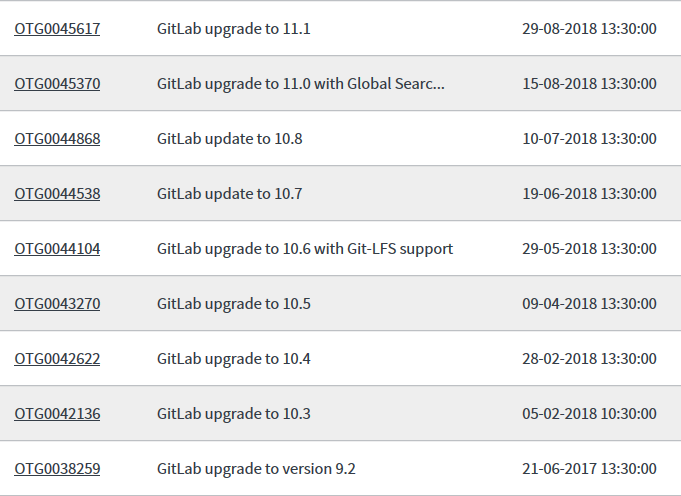 OTG0045617 GitLab upgrade to 11.1 29-08-2018 13:30:00
OTG0045370 GitLab upgrade to 11.0 with Global Searc... 15-08-2018 13:30:00
OTG0044868 GitLab update to 10.8 10-07-2018 13:30:00
OTG0044538 GitLab update to 10.7 19-06-2018 13:30:00
OTG0044104 GitLab upgrade to 10.6 with Git-LFS support 29-05-2018 13:30:00
OTG0043270 GitLab upgrade to 10.5 09-04-2018 13:30:00
OTG0042622 GitLab upgrade to 10.4 28-02-2018 13:30:00
OTG0042136 GitLab upgrade to 10.3 05-02-2018 10:30:00
OTG0038259 GitLab upgrade to version 9.2 21-06-2017 13:30:00